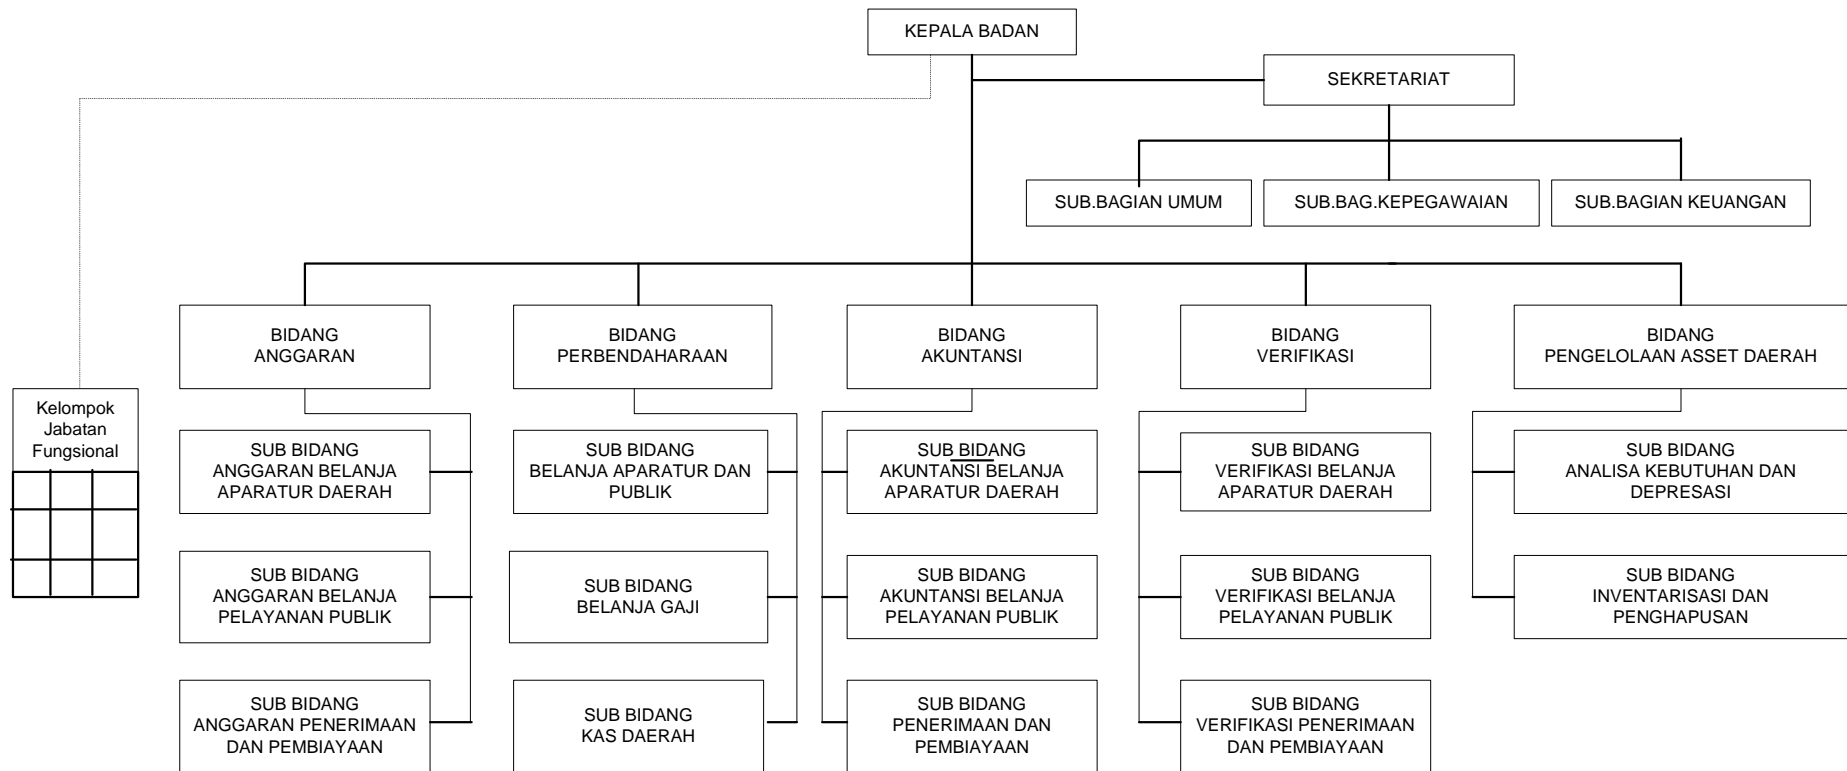 KEPALA BADAN
SEKRETARIAT
SUB.BAGIAN UMUM
SUB.BAG.KEPEGAWAIAN
SUB.BAGIAN KEUANGAN
BIDANG
ANGGARAN
BIDANG
PERBENDAHARAAN
BIDANG
AKUNTANSI
BIDANG
VERIFIKASI
BIDANG
PENGELOLAAN ASSET DAERAH
Kelompok
Jabatan
Fungsional
SUB BIDANG
ANGGARAN BELANJA
APARATUR DAERAH
SUB BIDANG
BELANJA APARATUR DAN
PUBLIK
SUB BIDANG
AKUNTANSI BELANJA
APARATUR DAERAH
SUB BIDANG
VERIFIKASI BELANJA
APARATUR DAERAH
SUB BIDANG
ANALISA KEBUTUHAN DAN
DEPRESASI
SUB BIDANG
ANGGARAN BELANJA
PELAYANAN PUBLIK
SUB BIDANG
BELANJA GAJI
SUB BIDANG
AKUNTANSI BELANJA
PELAYANAN PUBLIK
SUB BIDANG
VERIFIKASI BELANJA
PELAYANAN PUBLIK
SUB BIDANG
INVENTARISASI DAN
PENGHAPUSAN
SUB BIDANG
ANGGARAN PENERIMAAN
DAN PEMBIAYAAN
SUB BIDANG
KAS DAERAH
SUB BIDANG
PENERIMAAN DAN
PEMBIAYAAN
SUB BIDANG
VERIFIKASI PENERIMAAN
DAN PEMBIAYAAN